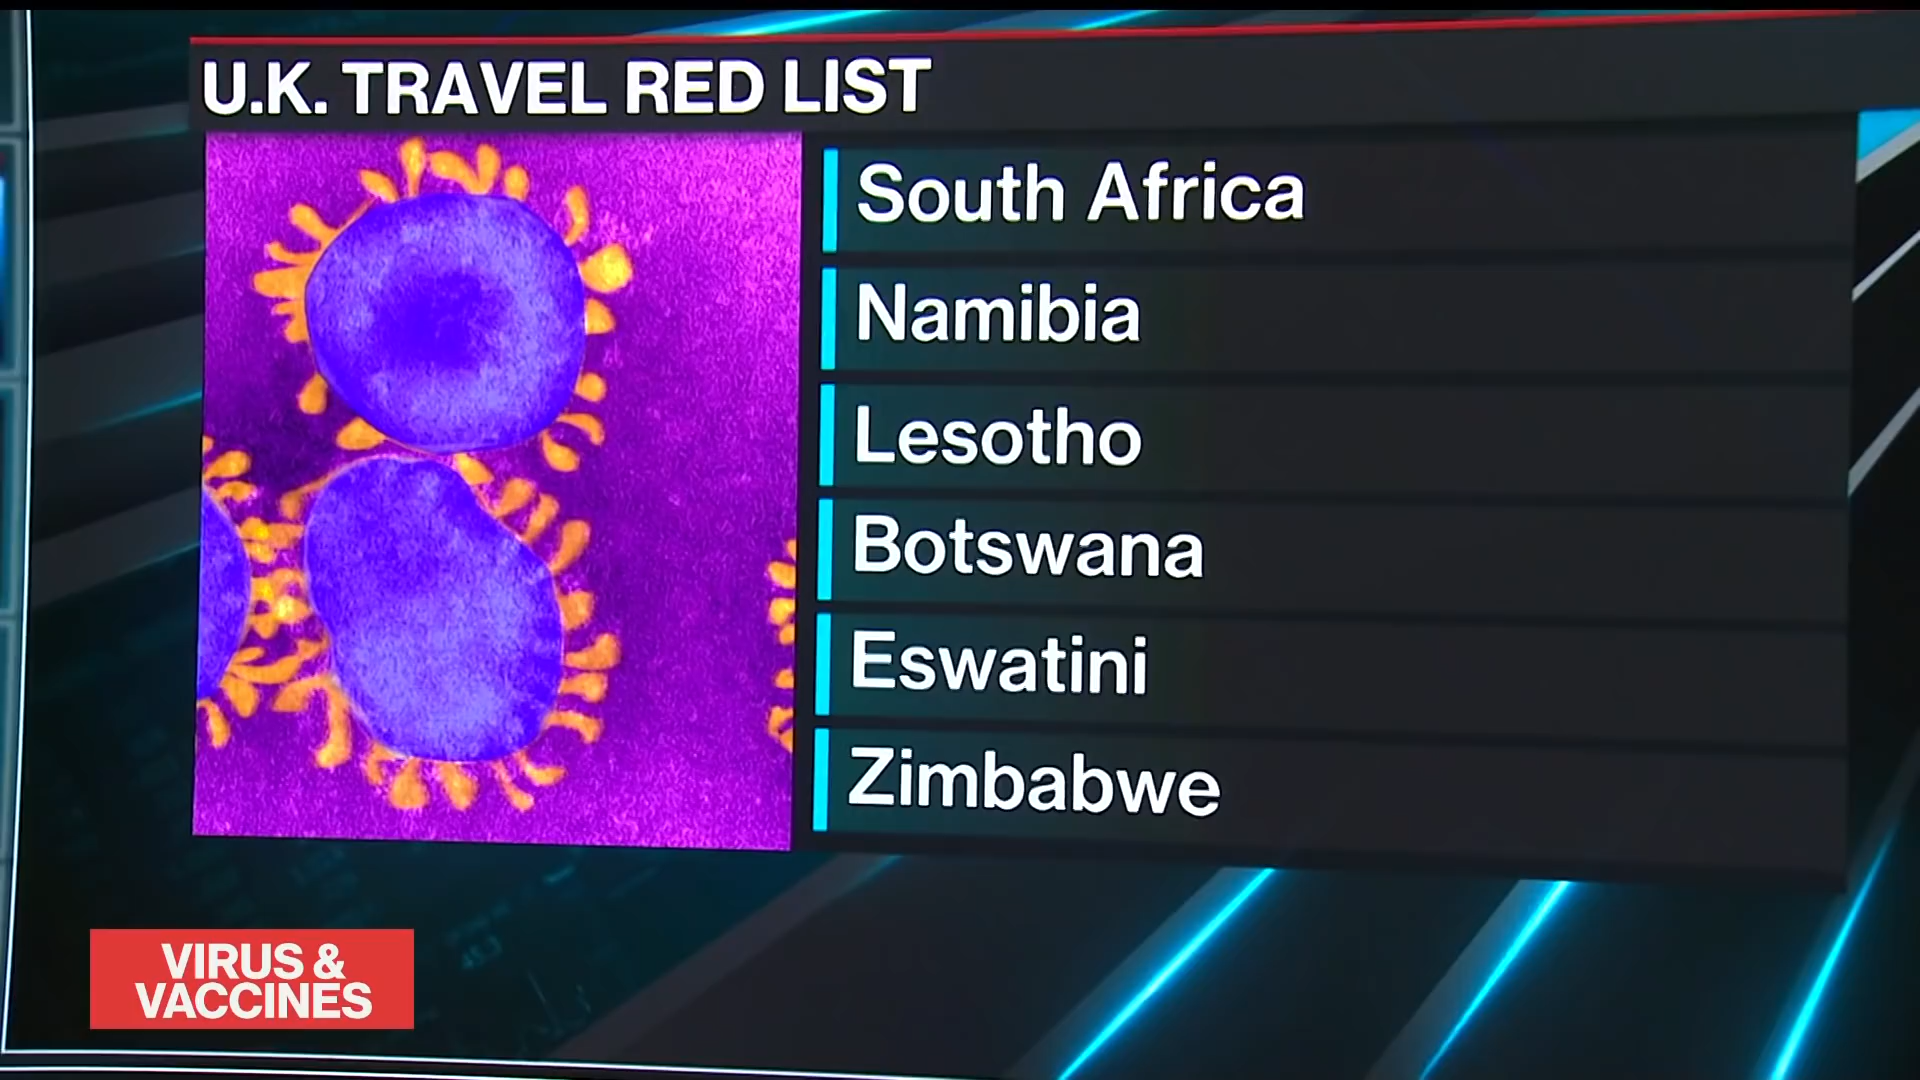 U.K. TRAVEL RED LIST
South Africa
Namibia
Lesotho
Botswana
Eswatini
Zimbabwe
VIRUS &
VACCINES